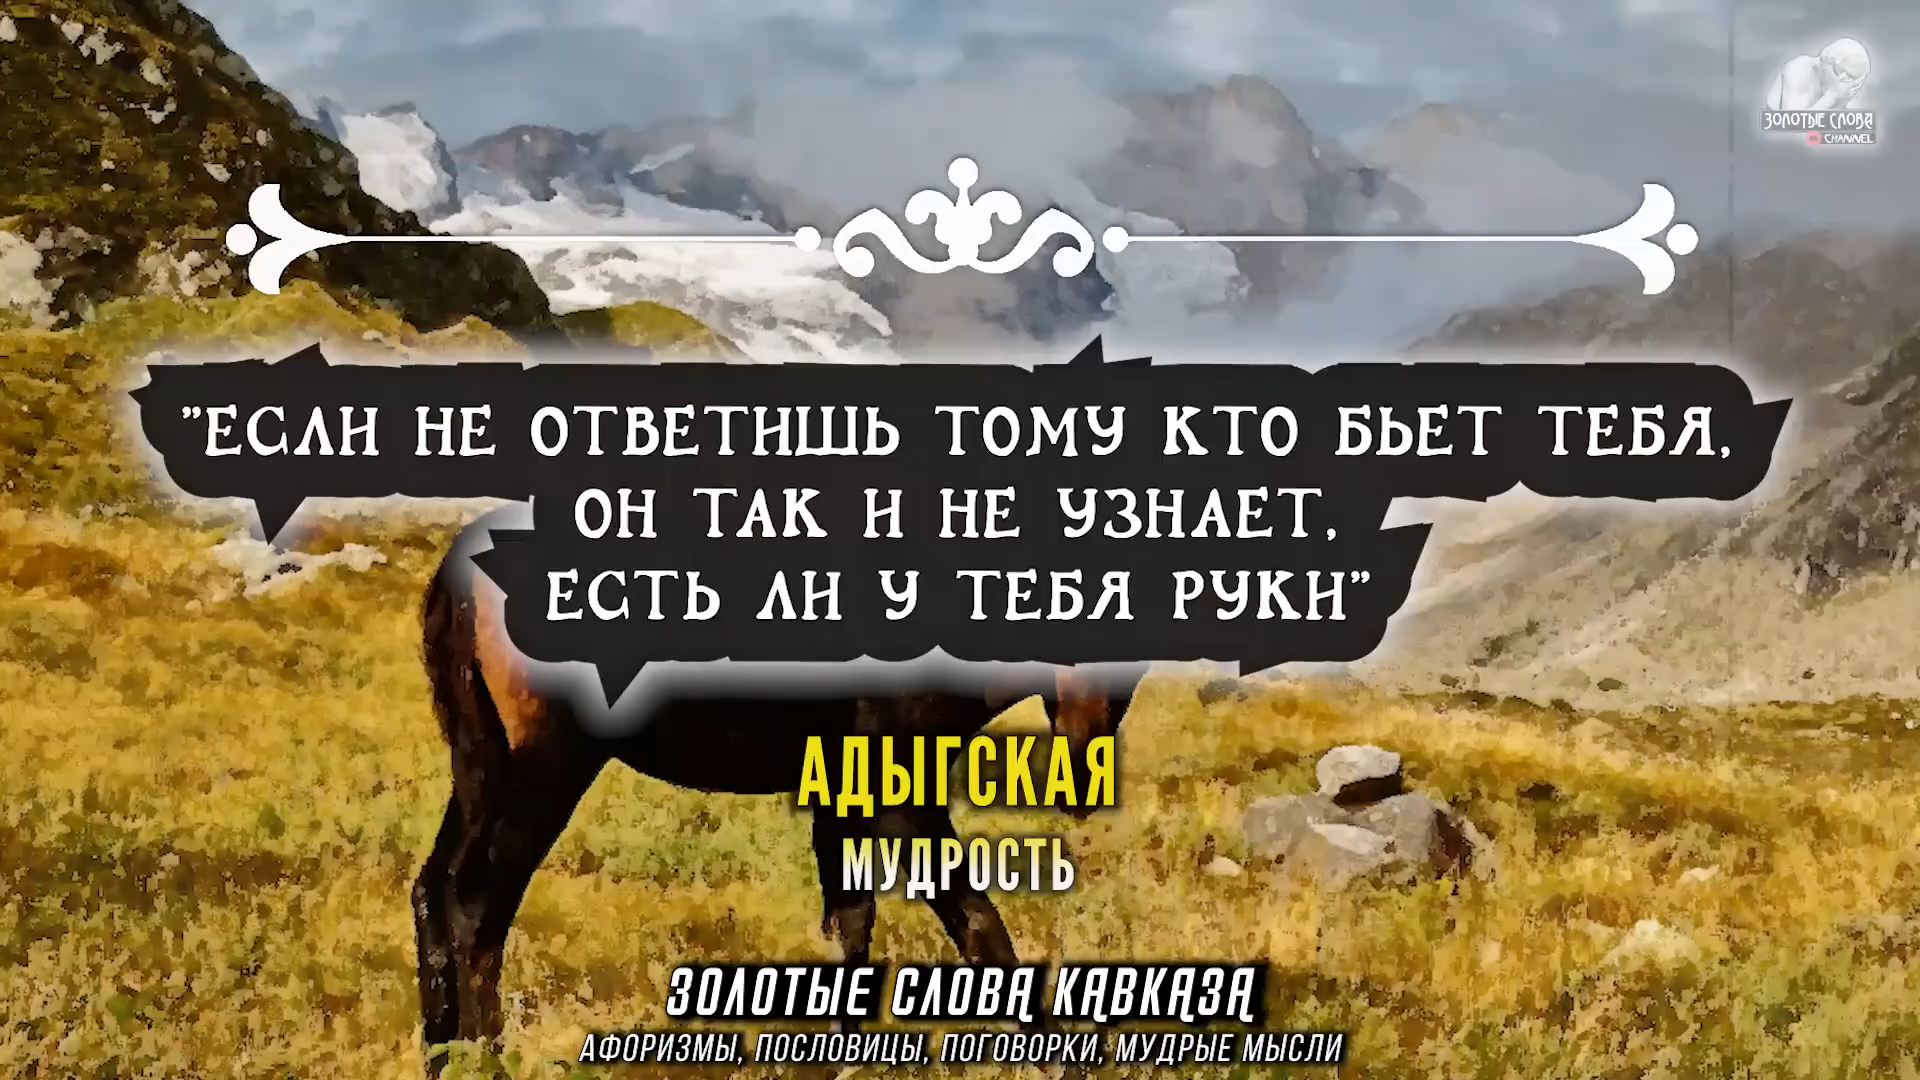 ЗОЛОТЫЕ СЛОВА
CHANNEL
"ЕСЛИ НЕ ОТВЕТИШЬ ТОМУ КТО БЬЕТ ТЕБЯ,
ОН ТАК И НЕ УЗНАЕТ,
ЕСТЬ ЛИ У ТЕБЯ РУКИ"
АДЫГСКАЯ
МУДРОСТЬ
ЗОЛОТЫЕ СЛОВА КАВКАЗА
АФОРИЗМЫ, ПОСЛОВИЦЫ, ПОГОВОРКИ, МУДРЫЕ МЫСЛИ